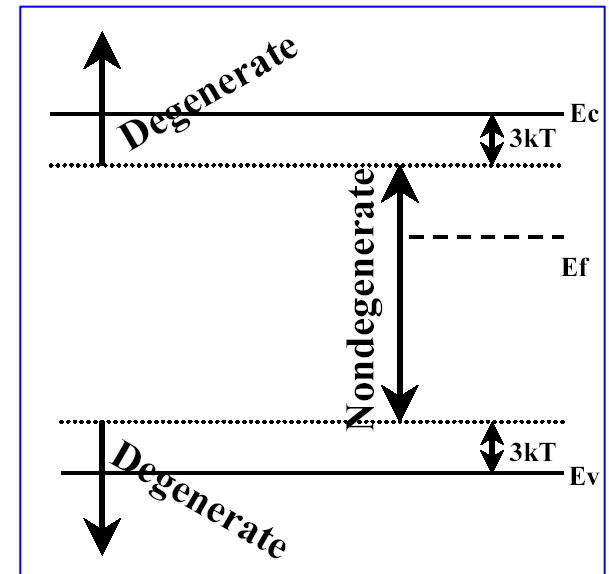 Degenerate
Ec
3kT
Nondegenerate
Ef
Degenerate
3kT
Ev